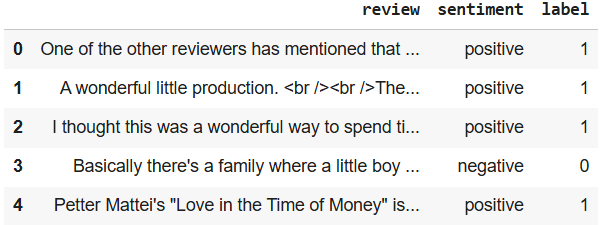 review sentiment label
0 One of the other reviewers has mentioned that ... positive 1
1 A wonderful little production. <br /><br />The... positive 1
2 I thought this was a wonderful way to spend ti... positive 1
3 Basically there's a family where a little boy ... negative 0
4 Petter Mattei's "Love in the Time of Money" is... positive 1